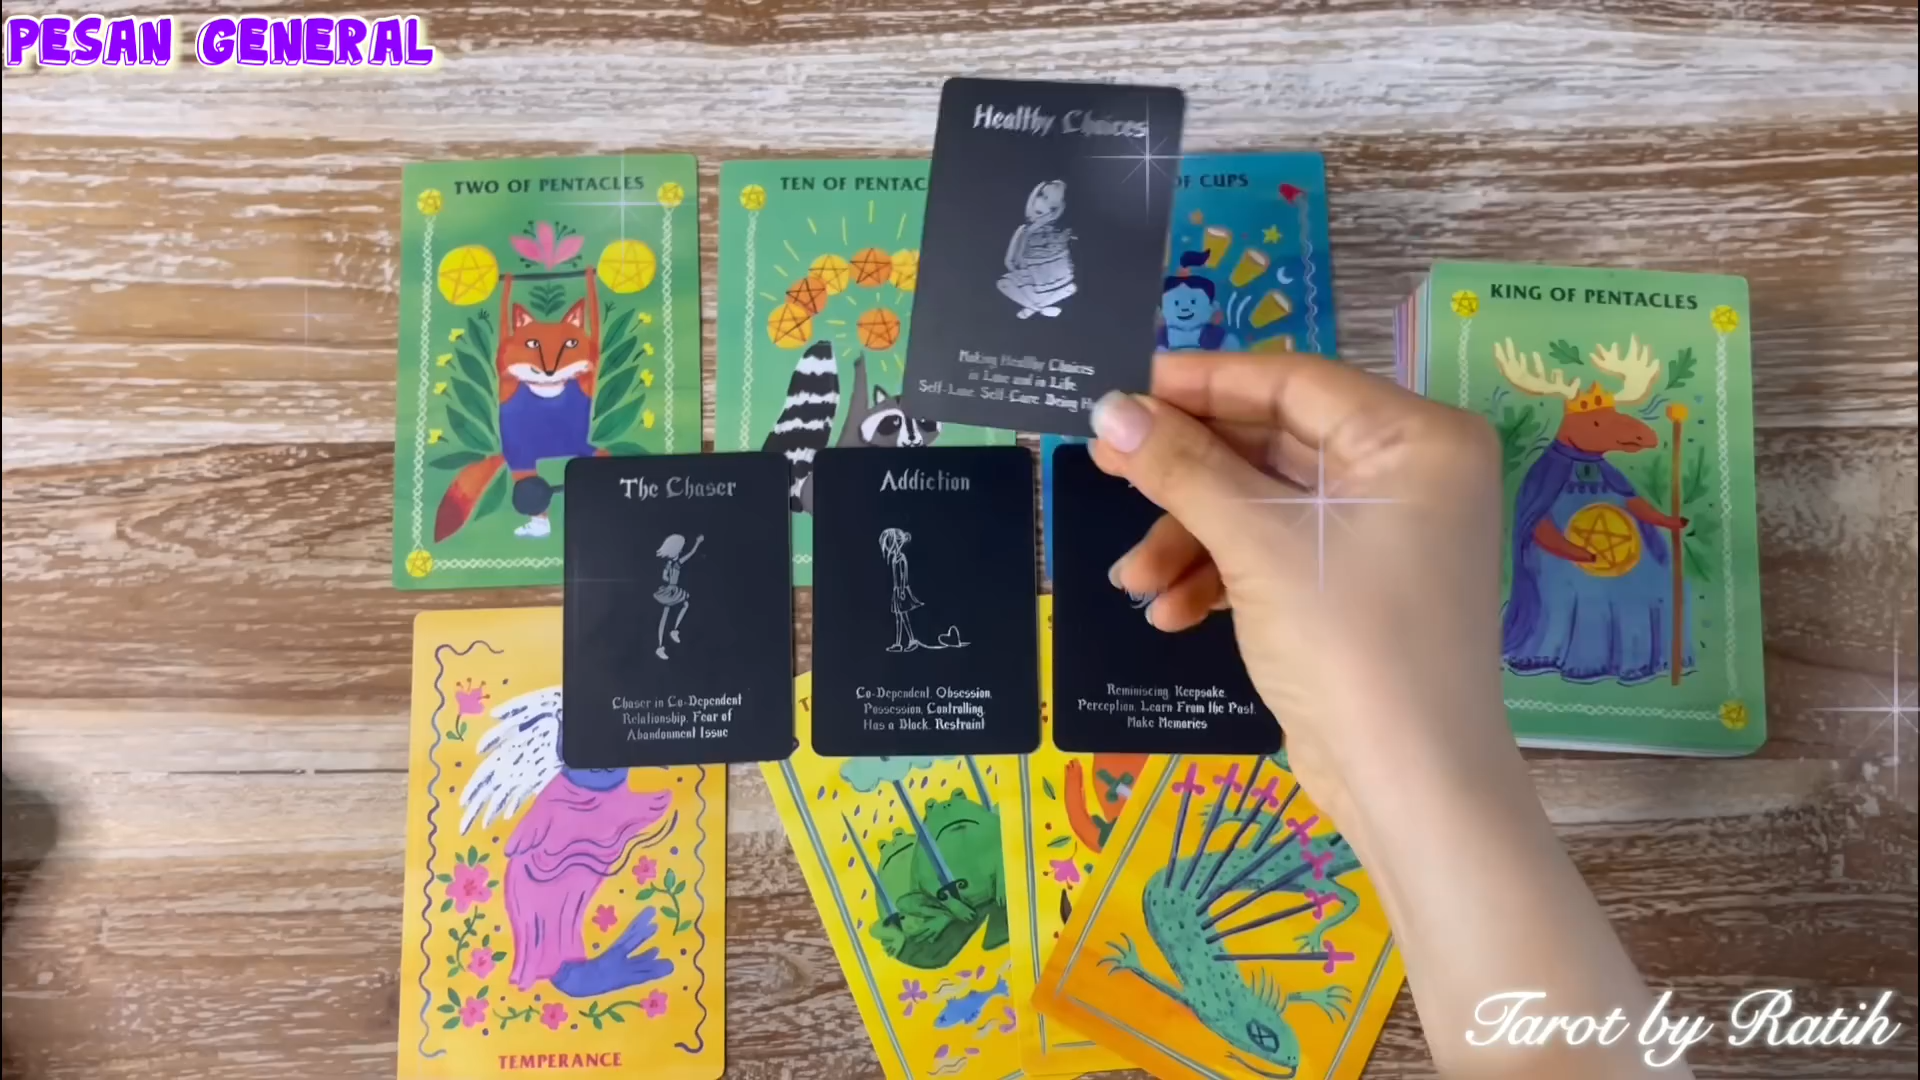 PESAN GENERAL
Healthy Choices
Making Healthy Choices
in Love and in Life
Self-Love, Self-Care, Being
TWO OF PENTACLES
TEN OF PENTAC
OF CUPS
KING OF PENTACLES
The Chaser
Chaser in Co-Dependent
Relationship. Fear of
Abandonment Issue
Addiction
Co-Dependent, Obsession,
Possession, Controlling,
Has a Block, Restraint
Reminiscing, Keepsake,
Perception, Learn From the Past,
Make Memories
TEMPERANCE
Tarot by Ratih